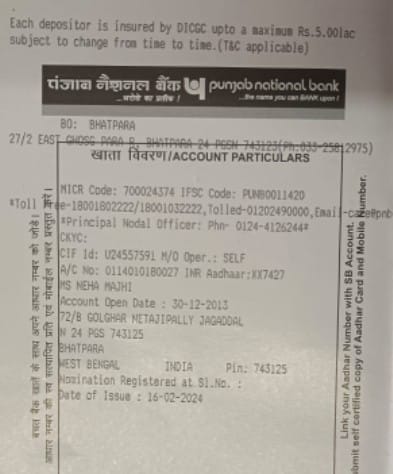 Each depositor is insured by DICGC upto a maximum Rs.5.00lac
subject to change from time to time.(T&C applicable)
पंजाब नैशनल बैंक punjab national bank
...भरोसे का प्रतीक ! ...the name you can BANK upon !
BO: BHATPARA
27/2 EAST GHOSG PARA R, BHATPARA 24 PGSN 743123(Ph:033-25812975)
खाता विवरण/ACCOUNT PARTICULARS
MICR Code: 700024374 IFSC Code: PUNB0011420
*Toll Free-18001802222/18001032222,Tolled-01202490000,Email-care@pnb
*Principal Nodal Officer: Phn- 0124-4126244*
CKYC:
CIF Id: U24557591 M/O Oper.: SELF
A/C No: 0114010180027 INR Aadhaar:XX7427
MS NEHA MAJHI
Account Open Date : 30-12-2013
72/B GOLGHAR NETAJIPALLY JAGADDAL
N 24 PGS 743125
BHATPARA
WEST BENGAL INDIA Pin: 743125
Nomination Registered at Sl.No. :
Date of Issue : 16-02-2024
बचत बैंक खाते के साथ अपने आधार नम्बर को जोड़ें।
आधार नम्बर की स्व सत्यापित प्रति एवं मोबाईल नम्बर प्रस्तुत करें।
Link your Aadhar Number with SB Account.
submit self certified copy of Aadhar Card and Mobile Number.